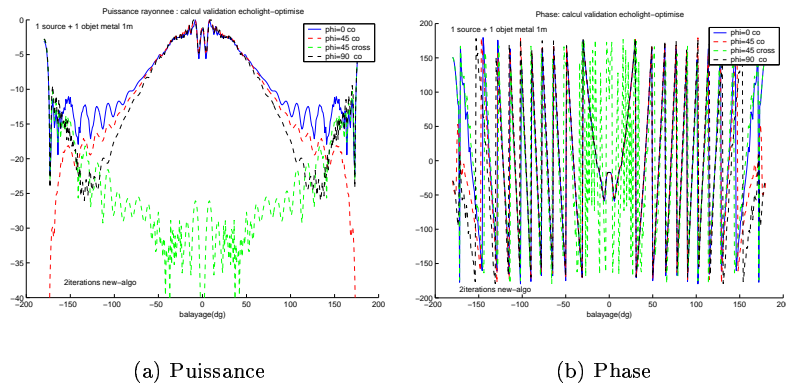 Puissance rayonnee : calcul validation echolight-optimise
1 source + 1 objet metal 1m
phi=0 co
phi=45 co
phi=45 cross
phi=90 co
0
−5
−10
−15
−20
−25
−30
−35
−40
2iterations new−algo
−200 −150 −100 −50 0 50 100 150 200
balayage(dg)
(a) Puissance
Phase: calcul validation echolight−optimise
1 source + 1 objet metal 1m
phi=0 co
phi=45 co
phi=45 cross
phi=90 co
200
150
100
50
0
−50
−100
−150
−200
2iterations new−algo
−200 −150 −100 −50 0 50 100 150 200
balayage(dg)
(b) Phase